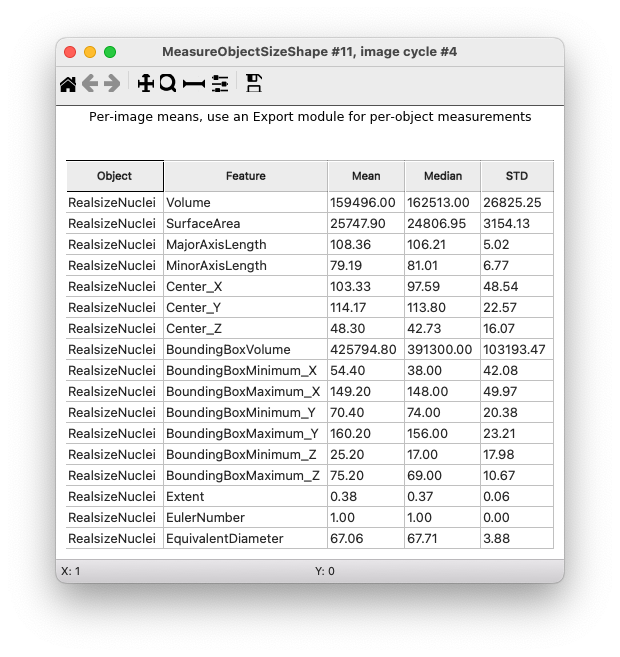 MeasureObjectSizeShape #11, image cycle #4
Per-image means, use an Export module for per-object measurements
Object Feature Mean Median STD
RealsizeNuclei Volume 159496.00 162513.00 26825.25
RealsizeNuclei SurfaceArea 25747.90 24806.95 3154.13
RealsizeNuclei MajorAxisLength 108.36 106.21 5.02
RealsizeNuclei MinorAxisLength 79.19 81.01 6.77
RealsizeNuclei Center_X 103.33 97.59 48.54
RealsizeNuclei Center_Y 114.17 113.80 22.57
RealsizeNuclei Center_Z 48.30 42.73 16.07
RealsizeNuclei BoundingBoxVolume 425794.80 391300.00 103193.47
RealsizeNuclei BoundingBoxMinimum_X 54.40 38.00 42.08
RealsizeNuclei BoundingBoxMaximum_X 149.20 148.00 49.97
RealsizeNuclei BoundingBoxMinimum_Y 70.40 74.00 20.38
RealsizeNuclei BoundingBoxMaximum_Y 160.20 156.00 23.21
RealsizeNuclei BoundingBoxMinimum_Z 25.20 17.00 17.98
RealsizeNuclei BoundingBoxMaximum_Z 75.20 69.00 10.67
RealsizeNuclei Extent 0.38 0.37 0.06
RealsizeNuclei EulerNumber 1.00 1.00 0.00
RealsizeNuclei EquivalentDiameter 67.06 67.71 3.88
X: 1 Y: 0